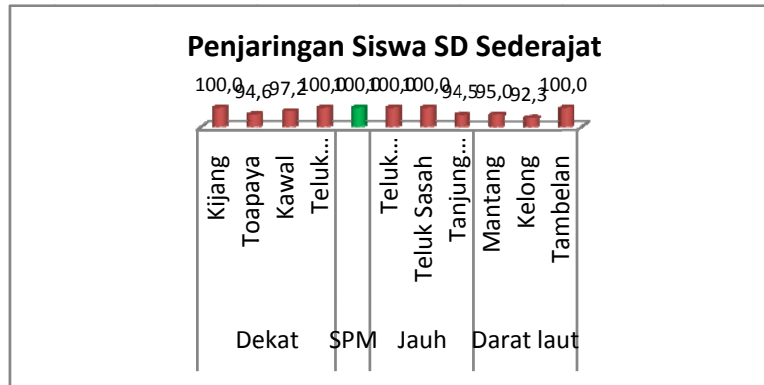 Penjaringan Siswa SD Sederajat
100,0 94,6 97,2 100,0 100,0 100,0 100,0 94,5 95,0 92,3 100,0
Kijang
Toapaya
Kawal
Teluk...
Teluk...
Teluk Sasah
Tanjung...
Mantang
Kelong
Tambelan
Dekat SPM Jauh Darat laut